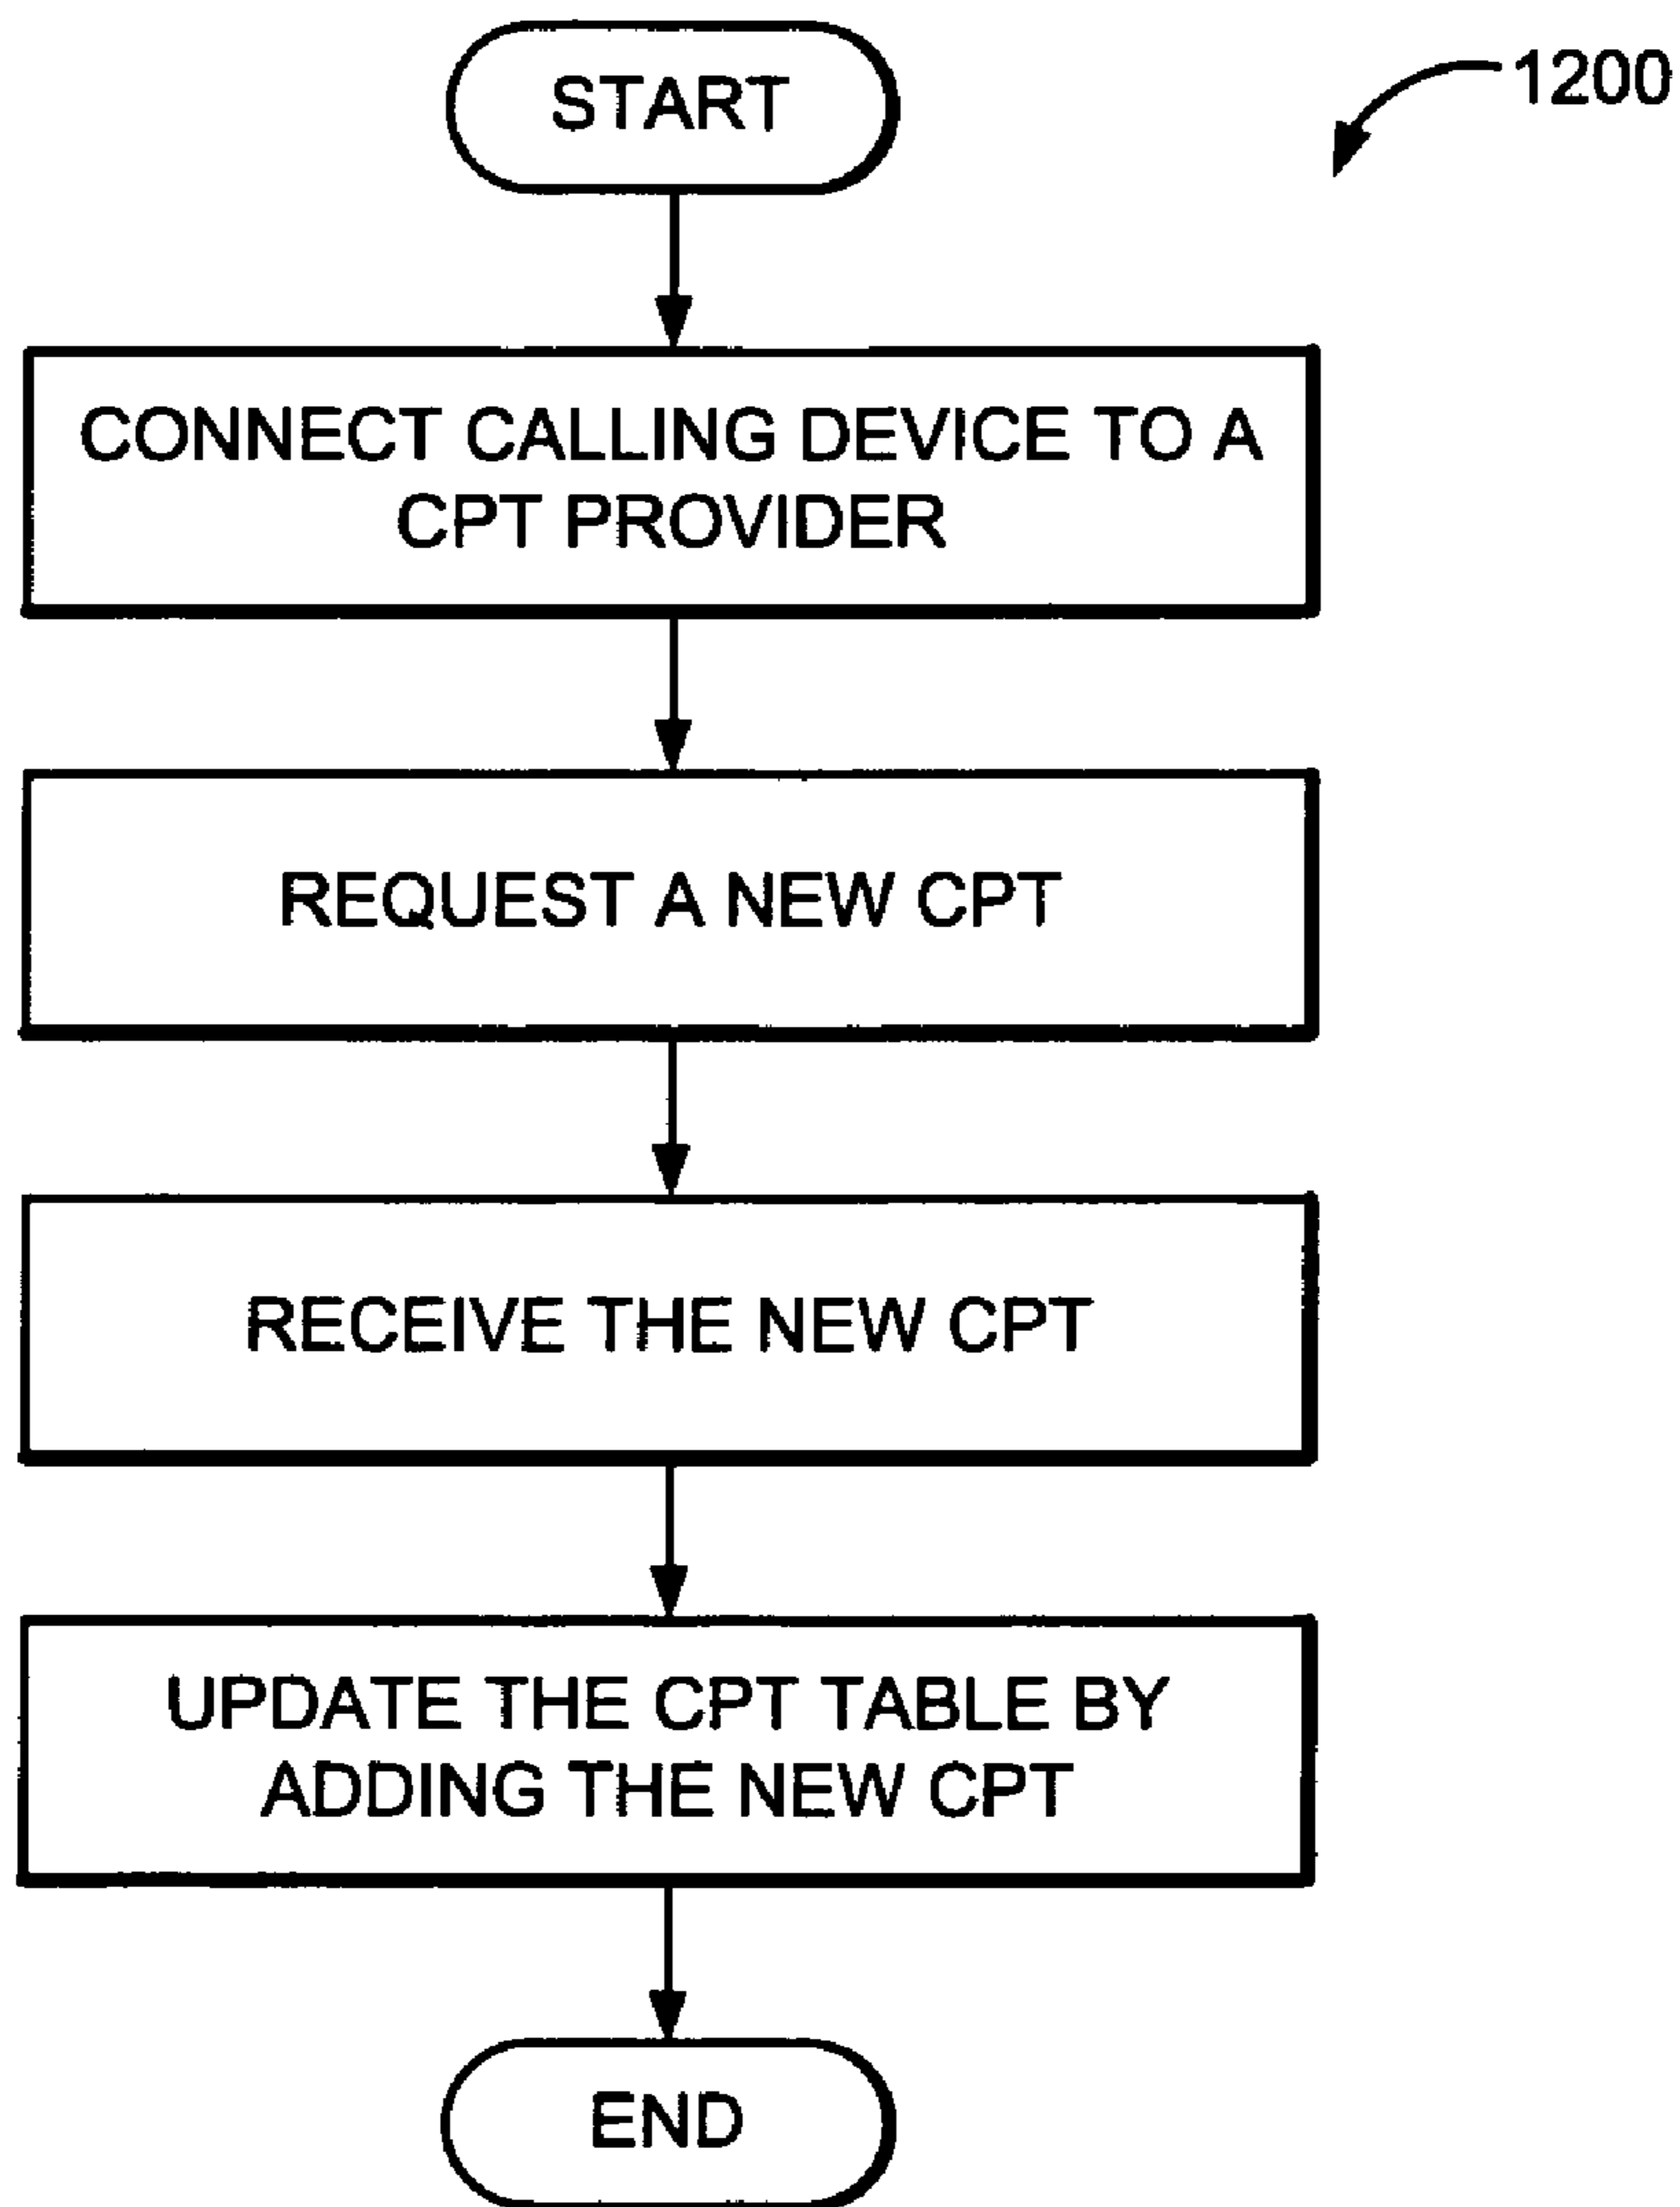 START
1200
CONNECT CALLING DEVICE TO A
CPT PROVIDER
REQUEST A NEW CPT
RECEIVE THE NEW CPT
UPDATE THE CPT TABLE BY
ADDING THE NEW CPT
END